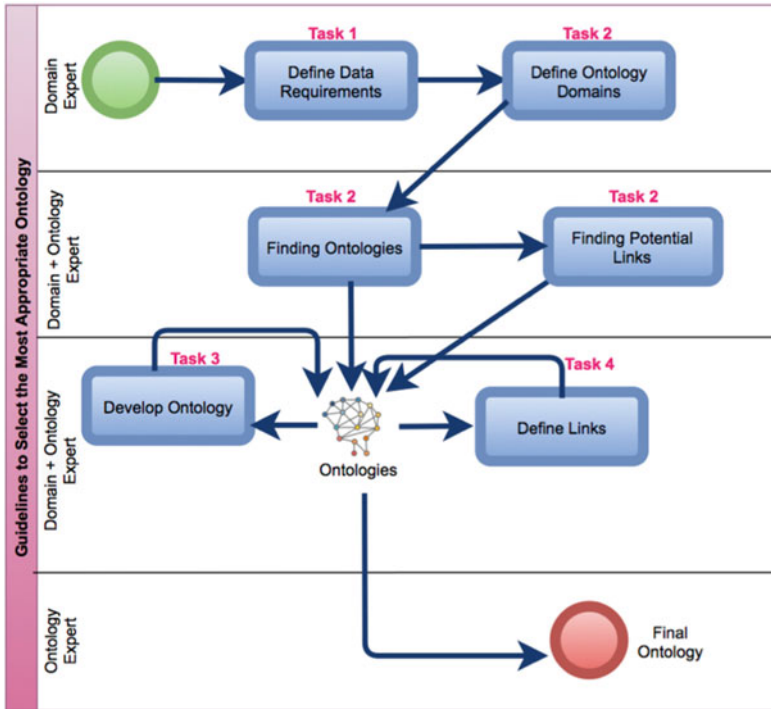 Guidelines to Select the Most Appropriate Ontology
Domain
Expert
Task 1
Define Data
Requirements
Task 2
Define Ontology
Domains
Domain + Ontology
Expert
Task 2
Finding Ontologies
Task 2
Finding Potential
Links
Domain + Ontology
Expert
Task 3
Develop Ontology
Ontologies
Task 4
Define Links
Ontology
Expert
Final
Ontology